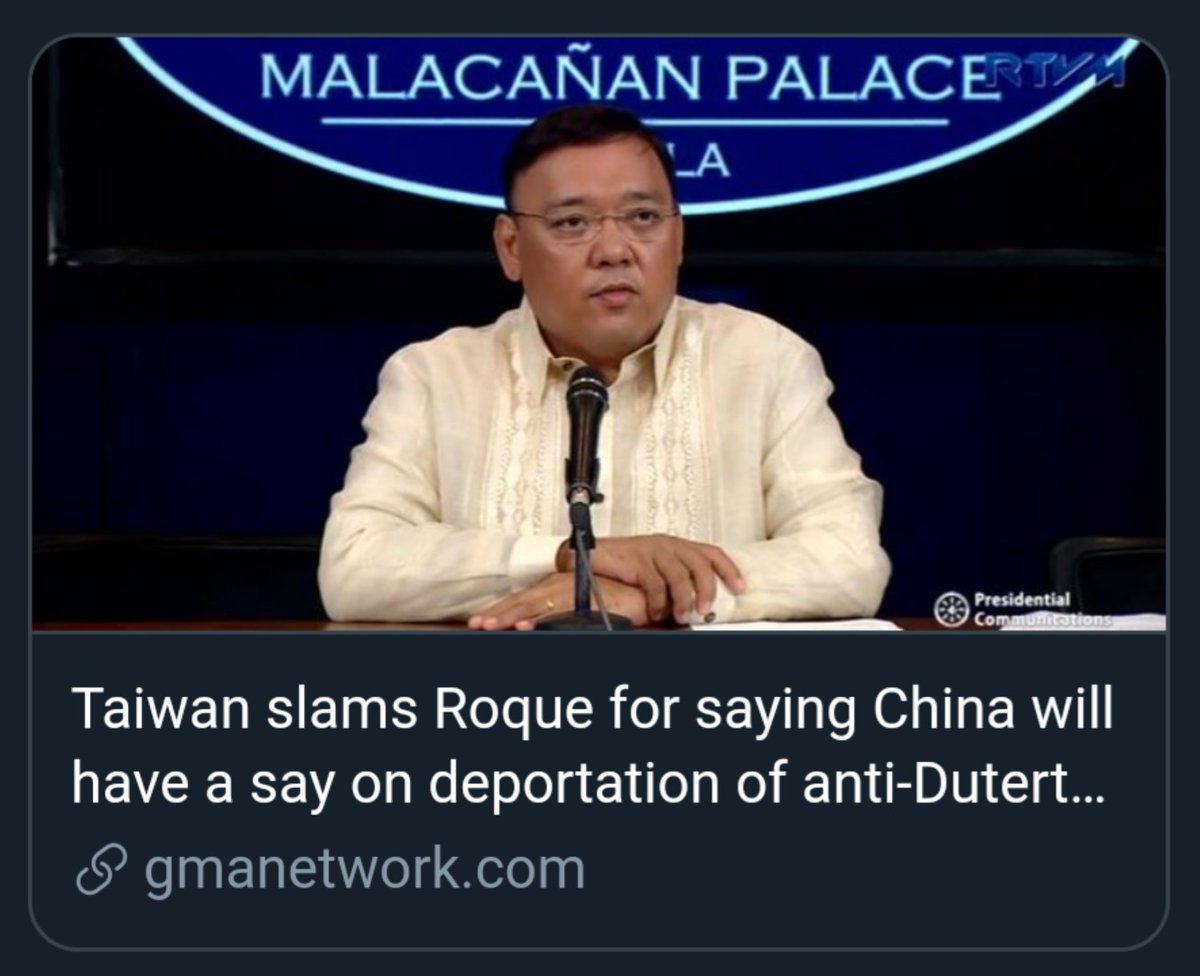 MALACAÑAN PALACE
RTVM
LA
Presidential
Communications
Taiwan slams Roque for saying China will
have a say on deportation of anti-Dutert...
gmanetwork.com